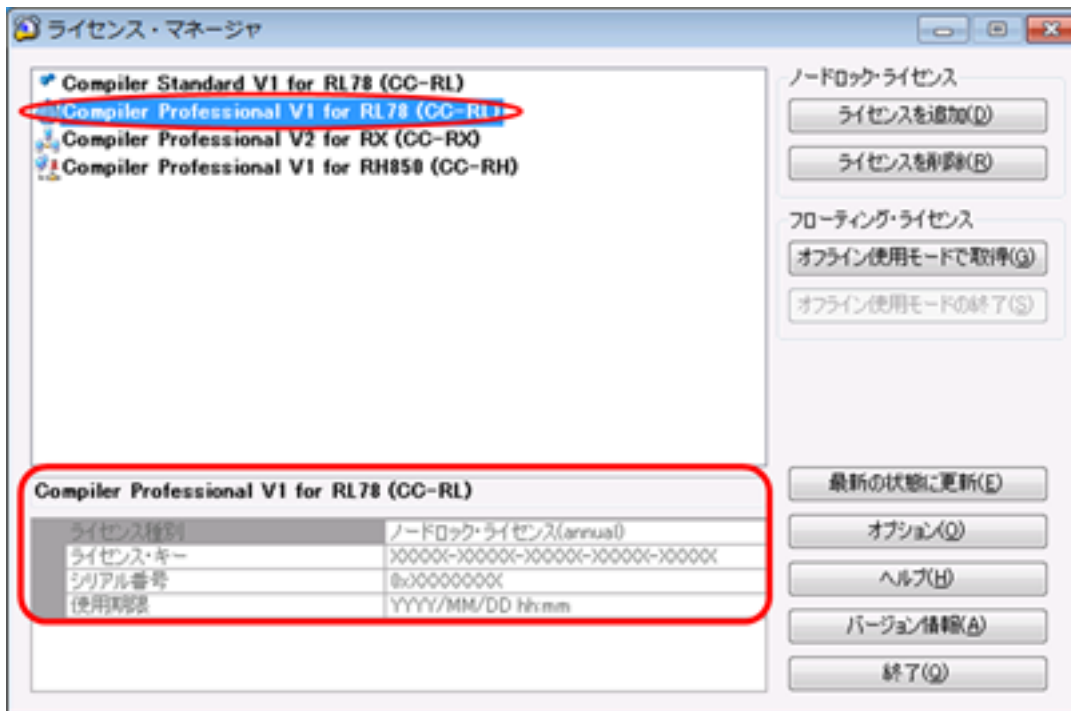 ライセンス・マネージャ
Compiler Standard V1 for RL78 (CC-RL)
Compiler Professional V1 for RL78 (CC-RL)
Compiler Professional V2 for RX (CC-RX)
Compiler Professional V1 for RH850 (CC-RH)
ノードロック・ライセンス
ライセンスを追加(D)
ライセンスを削除(R)
フローティング・ライセンス
オフライン使用モードで取得(G)
オフライン使用モードの終了(S)
Compiler Professional V1 for RL78 (CC-RL)
ライセンス種別 ノードロック・ライセンス(annual)
ライセンス・キー XXXXX-XXXXX-XXXXX-XXXXX-XXXXX
シリアル番号 0xXXXXXXXX
使用期限 YYYY/MM/DD hh:mm
最新の状態に更新(E)
オプション(O)
ヘルプ(H)
バージョン情報(A)
終了(Q)